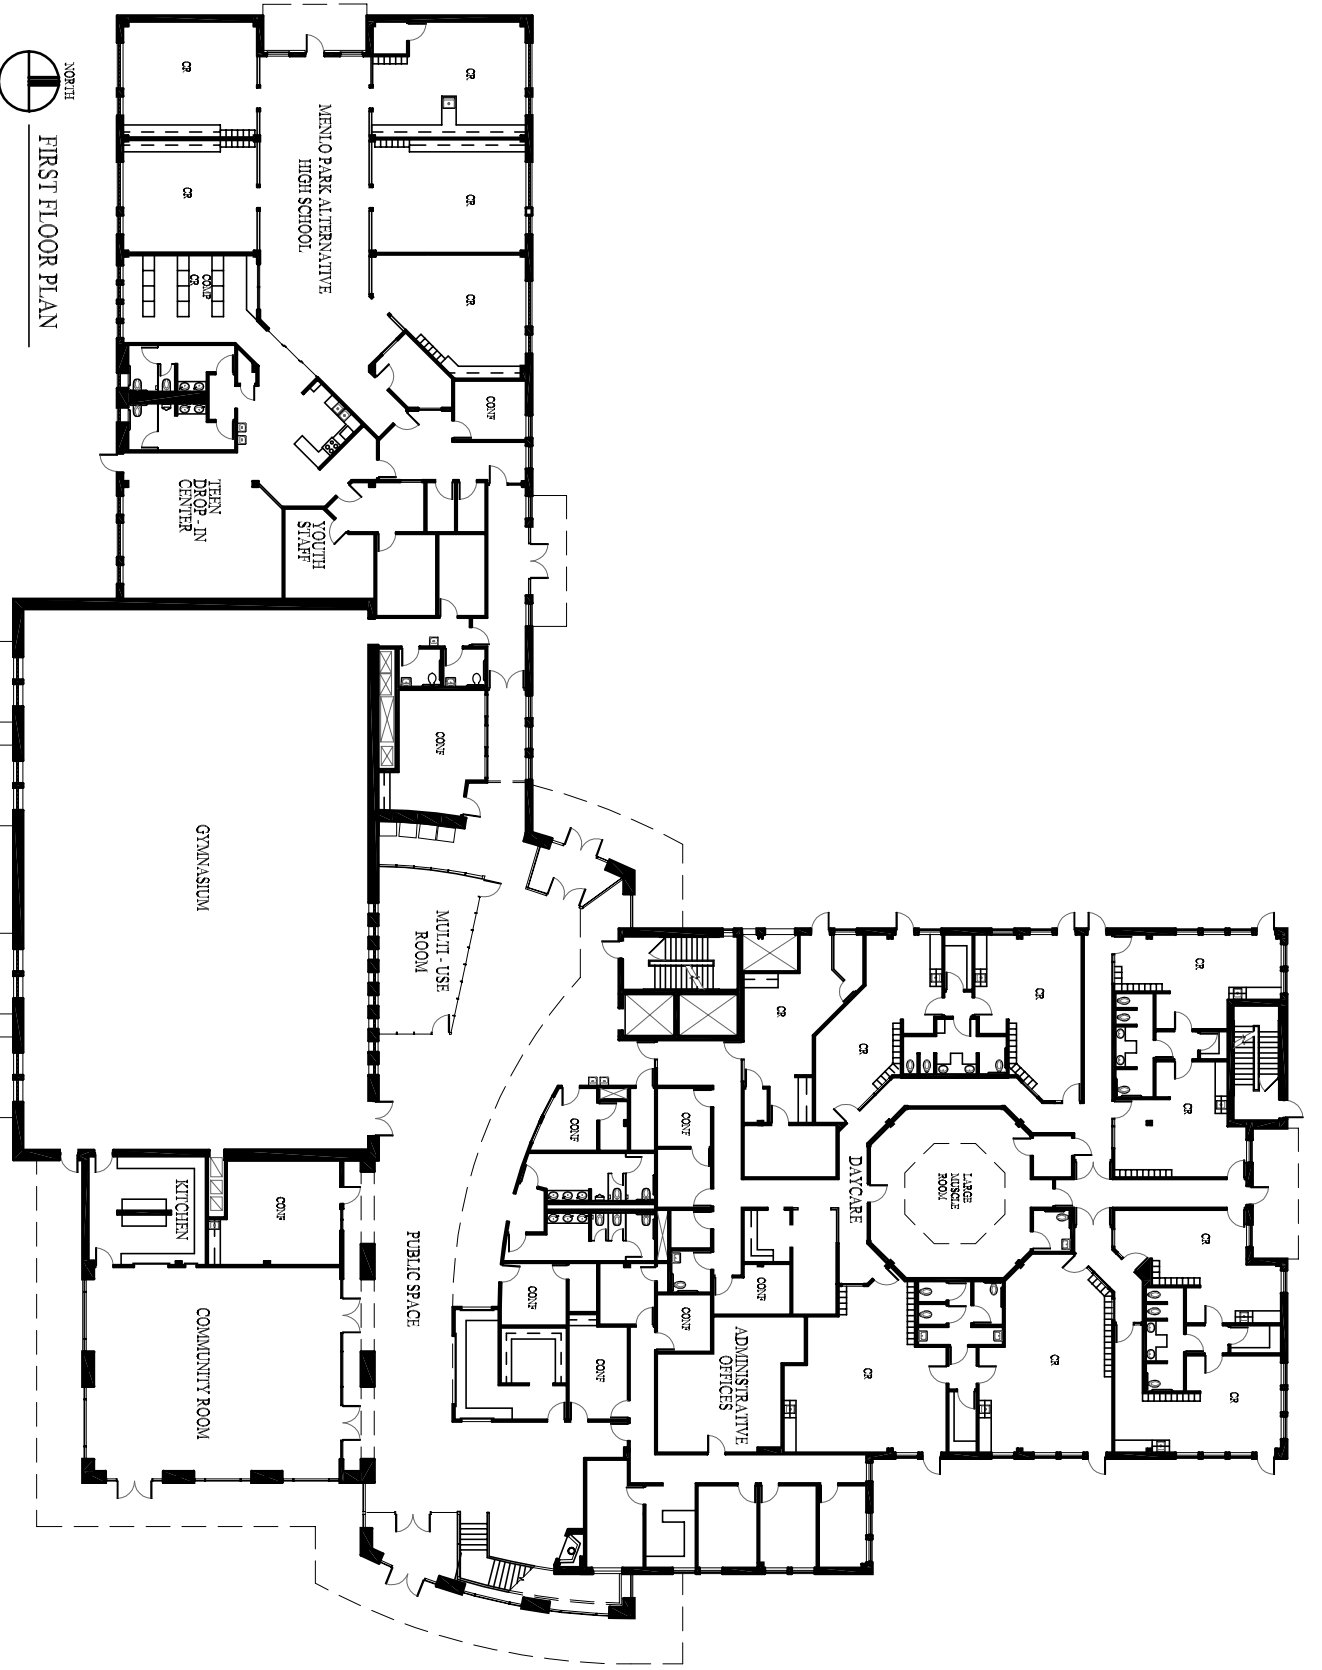 CR
CR
CR
CR
CR
CR
LARGE
MUSCLE
ROOM
CR
CR
DAYCARE
CR
CONF
ADMINISTRATIVE
OFFICES
CONF
CONF
CONF
CONF
CONF
CONF
CR
CR
CR
CONF
MULTI - USE
ROOM
PUBLIC SPACE
MENLO PARK ALTERNATIVE
HIGH SCHOOL
YOUTH
STAFF
CONF
TEEN
DROP - IN
CENTER
COMP
CR
GYMNASIUM
COMMUNITY ROOM
KITCHEN
CR
CR
NORTH
FIRST FLOOR PLAN